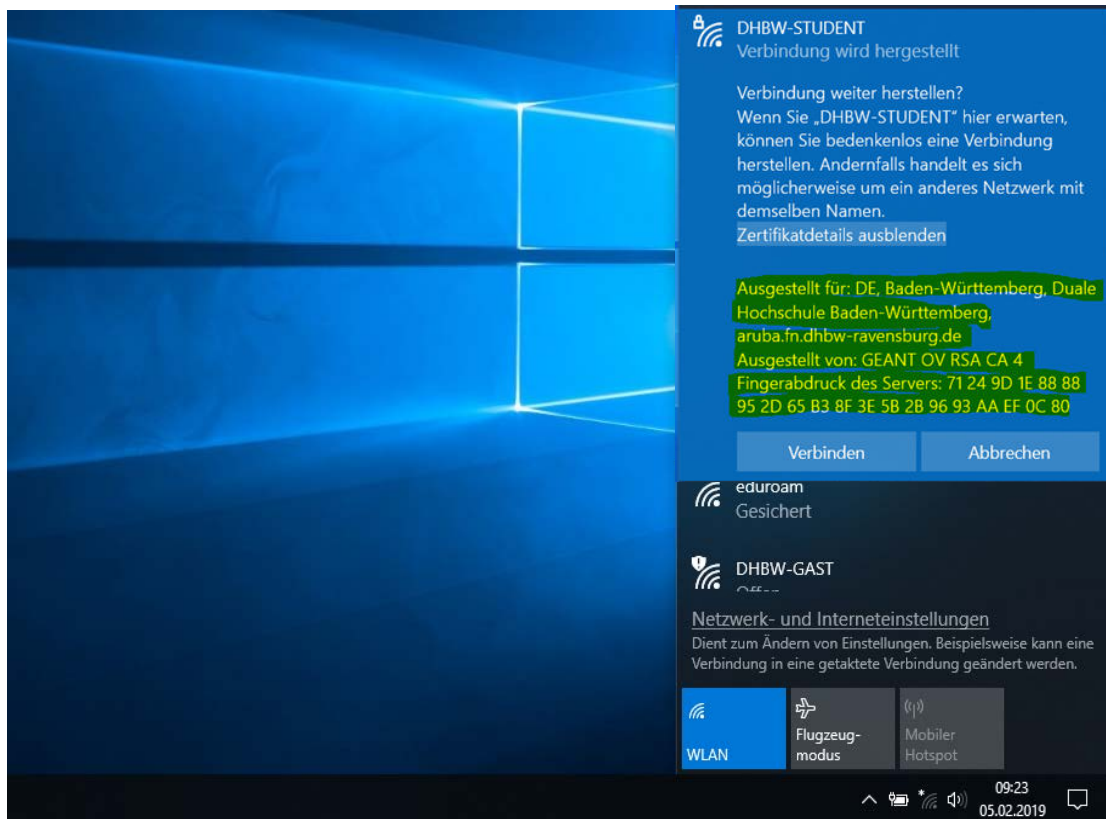 DHBW-STUDENT
Verbindung wird hergestellt
Verbindung weiter herstellen?
Wenn Sie „DHBW-STUDENT“ hier erwarten,
können Sie bedenkenlos eine Verbindung
herstellen. Andernfalls handelt es sich
möglicherweise um ein anderes Netzwerk mit
demselben Namen.
Zertifikatdetails ausblenden
Ausgestellt für: DE, Baden-Württemberg, Duale
Hochschule Baden-Württemberg,
aruba.fn.dhbw-ravensburg.de
Ausgestellt von: GEANT OV RSA CA 4
Fingerabdruck des Servers: 71 24 9D 1E 88 88
95 2D 65 B3 8F 3E 5B 2B 96 93 AA EF 0C 80
Verbinden Abbrechen
eduroam
Gesichert
DHBW-GAST
Offen
Netzwerk- und Interneteinstellungen
Dient zum Ändern von Einstellungen. Beispielsweise kann eine
Verbindung in eine getaktete Verbindung geändert werden.
WLAN
Flugzeug-
modus
Mobiler
Hotspot
09:23
05.02.2019